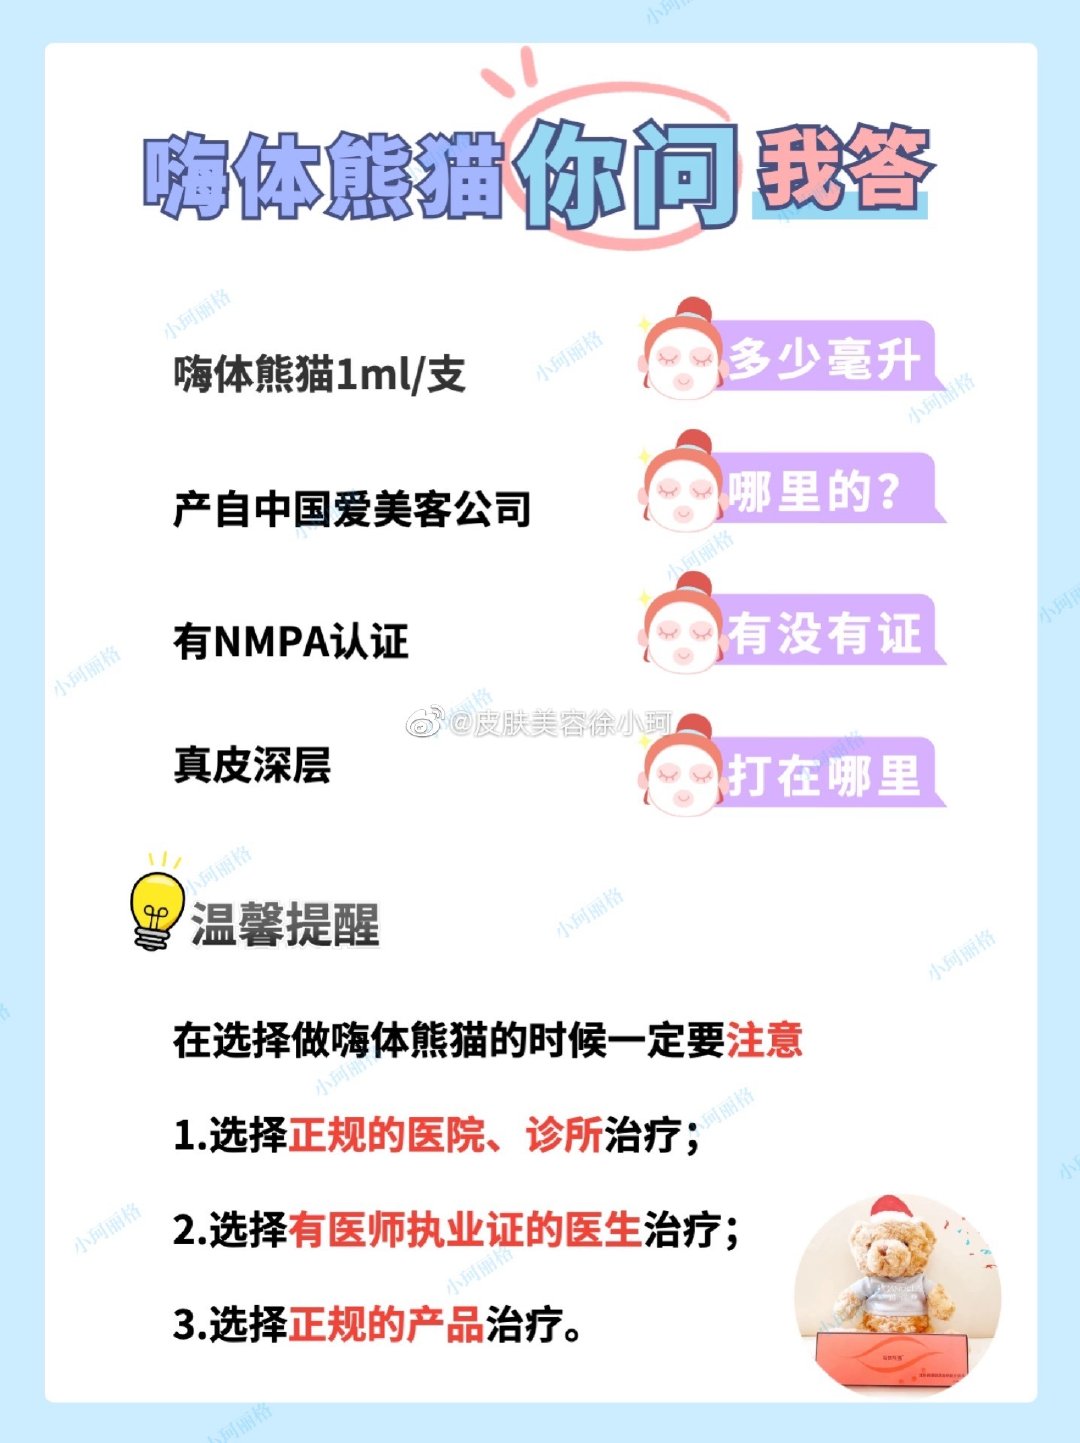 嗨体熊猫你问我答
嗨体熊猫1ml/支
多少毫升
产自中国爱美客公司
哪里的？
有NMPA认证
有没有证
@皮肤美容徐小珂
真皮深层
打在哪里
温馨提醒
在选择做嗨体熊猫的时候一定要注意
1.选择正规的医院、诊所治疗；
2.选择有医师执业证的医生治疗；
3.选择正规的产品治疗。
小珂丽格